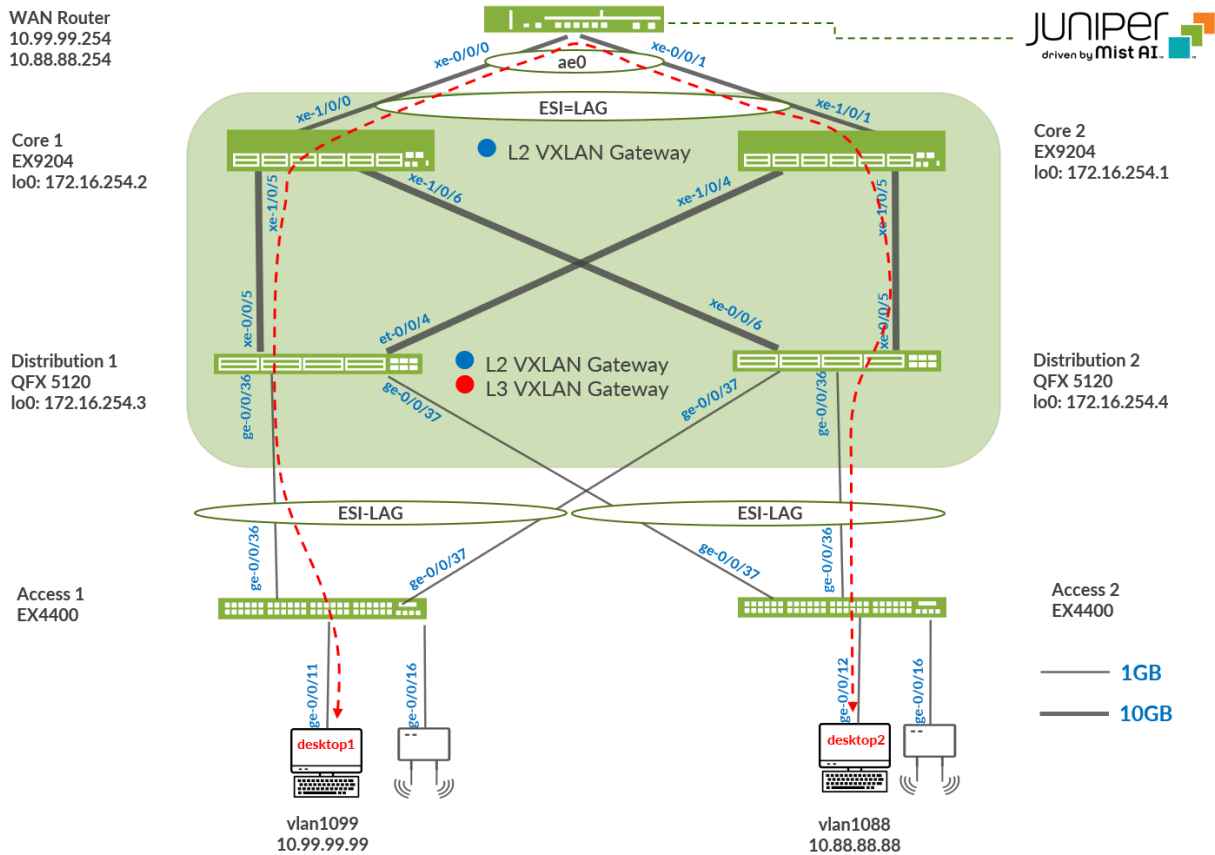 WAN Router
10.99.99.254
10.88.88.254
JUNIPER
driven by Mist AI
xe-0/0/0
xe-0/0/1
ae0
xe-1/0/0
ESI=LAG
xe-1/0/1
Core 1
EX9204
lo0: 172.16.254.2
L2 VXLAN Gateway
Core 2
EX9204
lo0: 172.16.254.1
xe-1/0/5
xe-1/0/6
xe-1/0/4
xe-1/0/5
xe-0/0/5
et-0/0/4
xe-0/0/6
xe-0/0/5
Distribution 1
QFX 5120
lo0: 172.16.254.3
L2 VXLAN Gateway
L3 VXLAN Gateway
Distribution 2
QFX 5120
lo0: 172.16.254.4
ge-0/0/36
ge-0/0/37
ge-0/0/37
ge-0/0/36
ESI-LAG
ESI-LAG
ge-0/0/36
ge-0/0/37
ge-0/0/37
ge-0/0/36
Access 1
EX4400
Access 2
EX4400
ge-0/0/11
ge-0/0/16
ge-0/0/12
ge-0/0/16
1GB
10GB
desktop1
desktop2
vlan1099
10.99.99.99
vlan1088
10.88.88.88